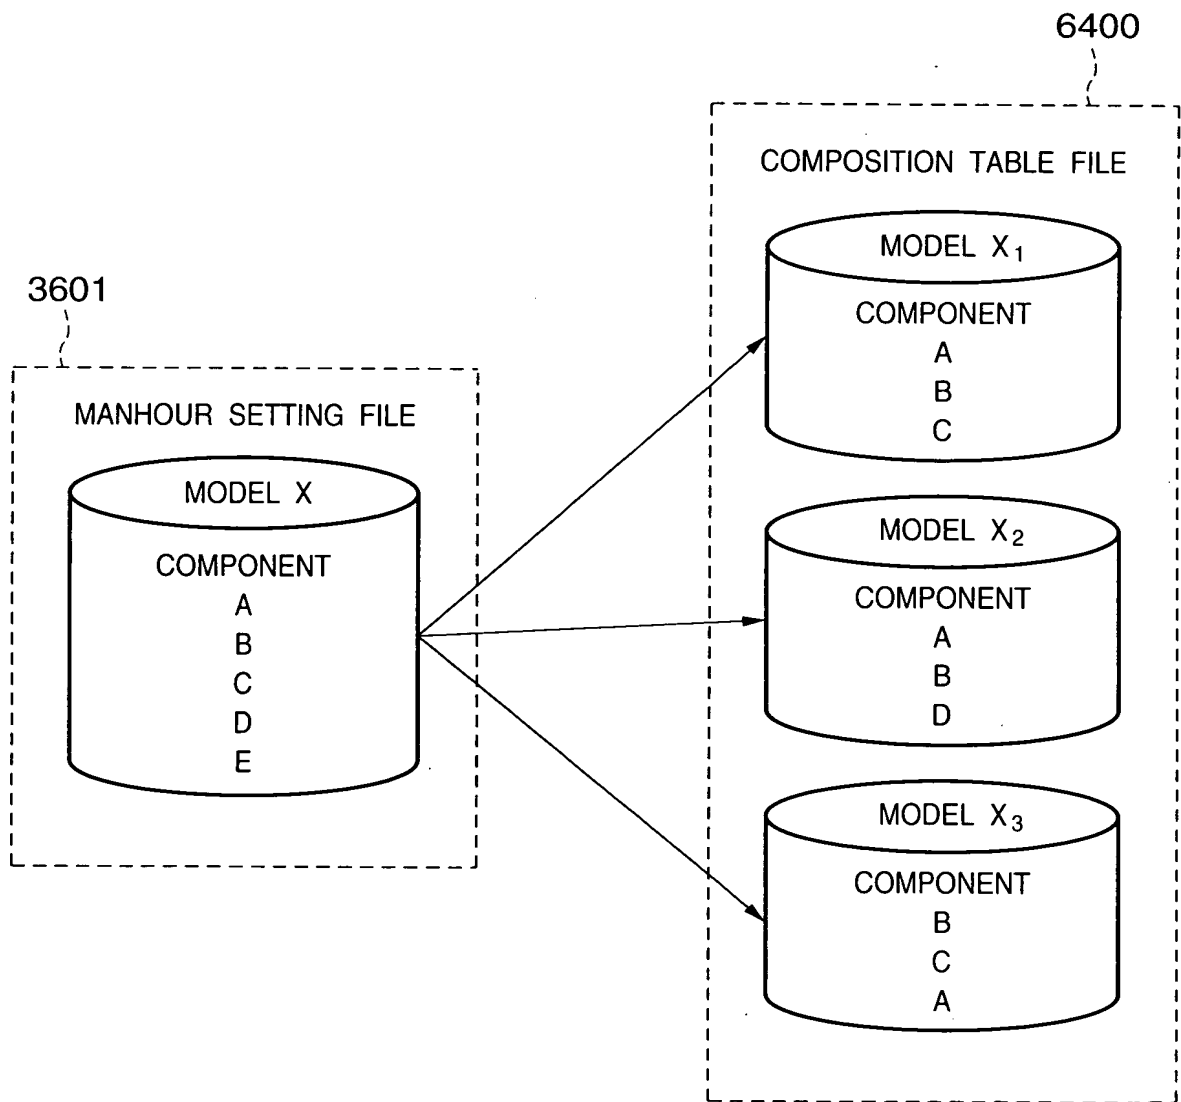 6400
COMPOSITION TABLE FILE
MODEL X₁
COMPONENT
A
B
C
MODEL X₂
COMPONENT
A
B
D
MODEL X₃
COMPONENT
B
C
A
3601
MANHOUR SETTING FILE
MODEL X
COMPONENT
A
B
C
D
E